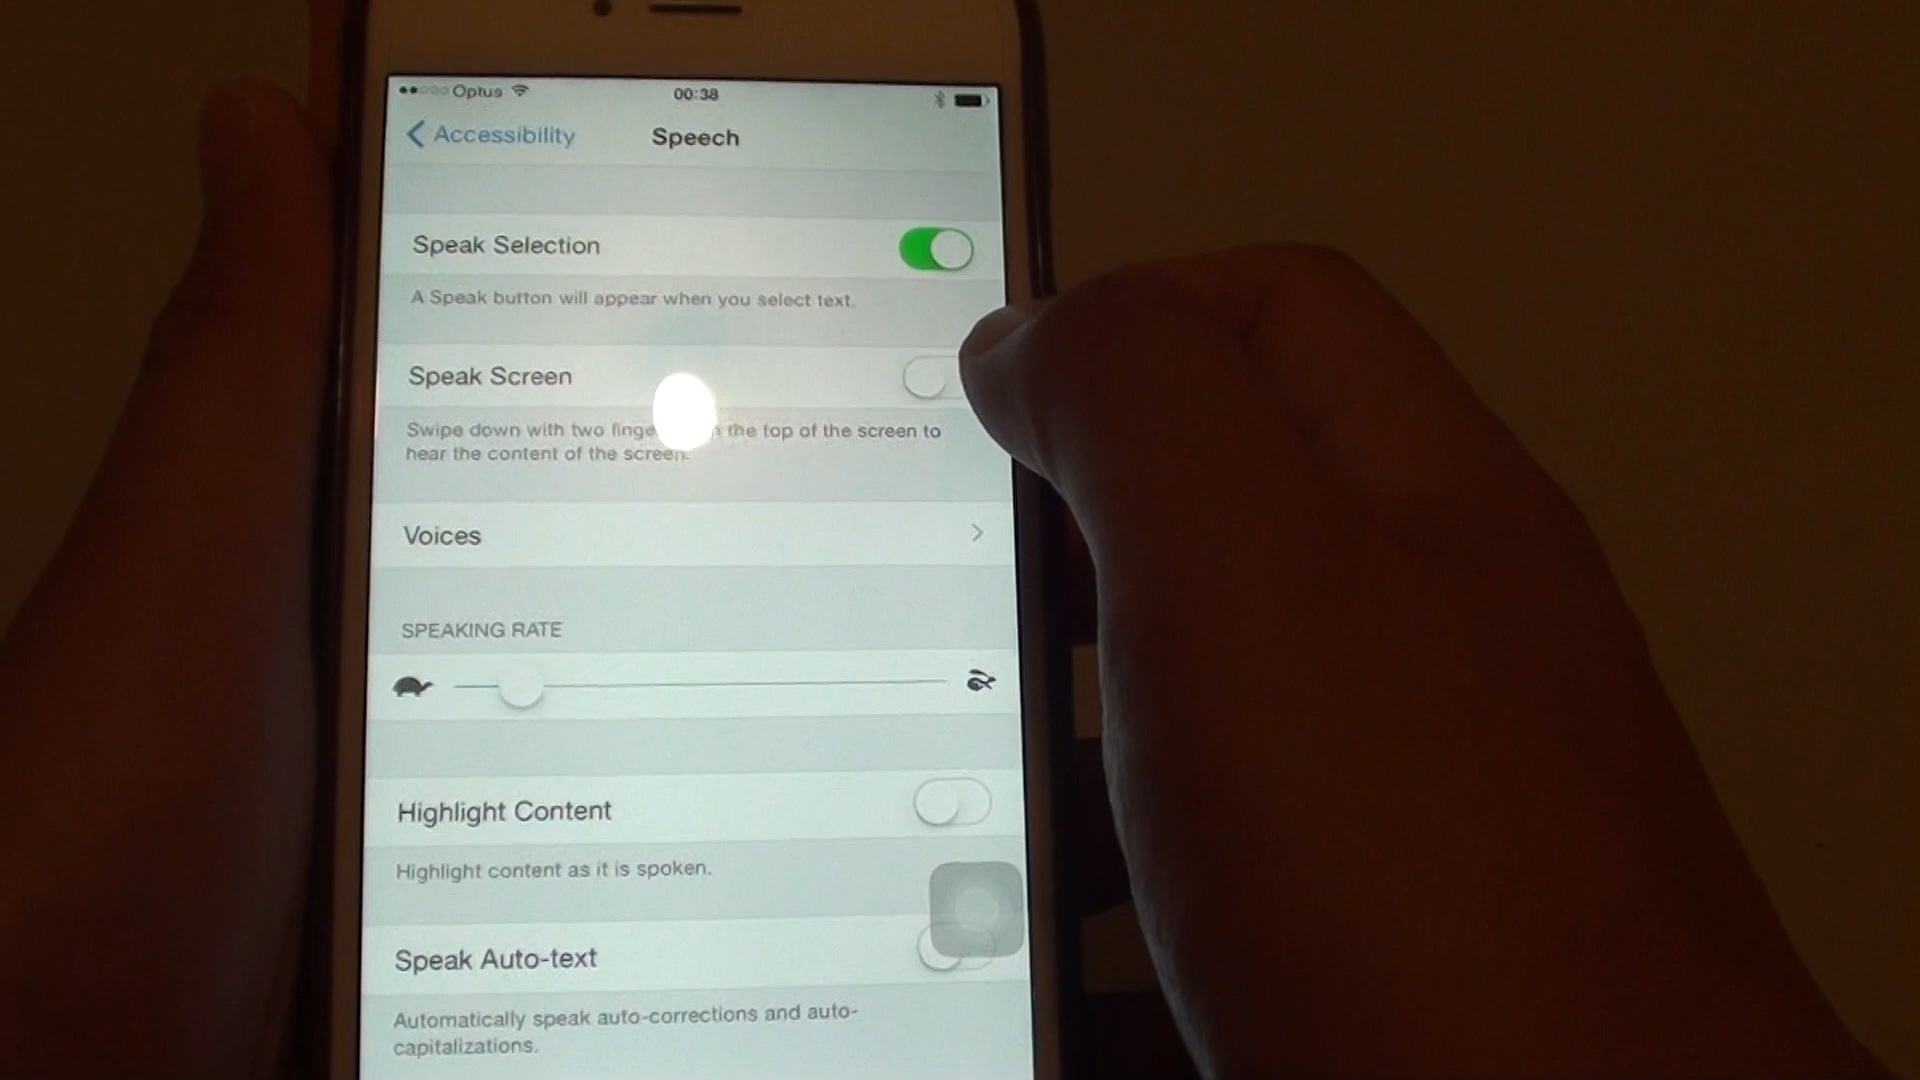 Optus 00:38
Accessibility Speech
Speak Selection
A Speak button will appear when you select text.
Speak Screen
Swipe down with two the top of the screen to
hear the content of the screen.
Voices
SPEAKING RATE
Highlight Content
Highlight content as it is spoken.
Speak Auto-text
Automatically speak auto-corrections and auto-
capitalizations.